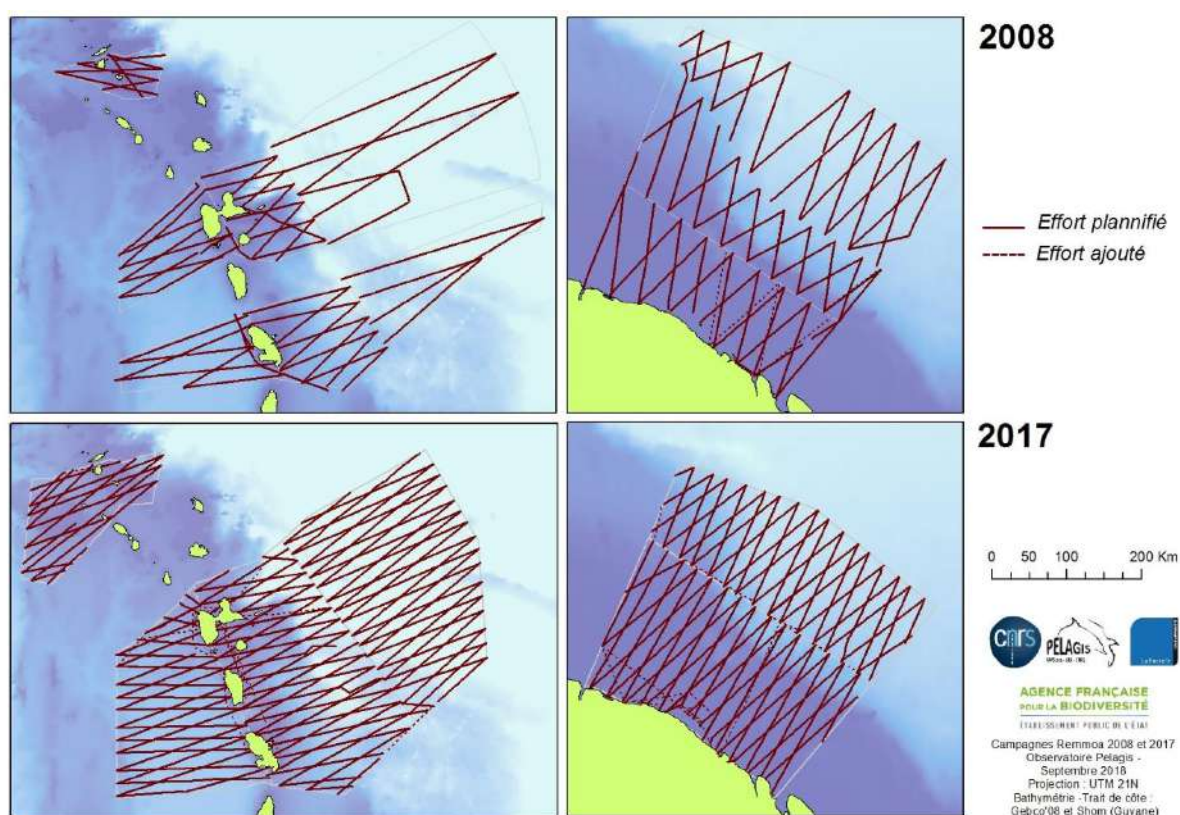 2008
Effort plannifié
Effort ajouté
2017
0 50 100 200 Km
cnrs
PELAGIS
AGENCE FRANÇAISE
POUR LA BIODIVERSITÉ
ÉTABLISSEMENT PUBLIC DE L'ÉTAT
Campagnes Remmoa 2008 et 2017
Observatoire Pelagis -
Septembre 2018
Projection : UTM 21N
Bathymétrie -Trait de côte :
Gebco'08 et Shom (Guyane)